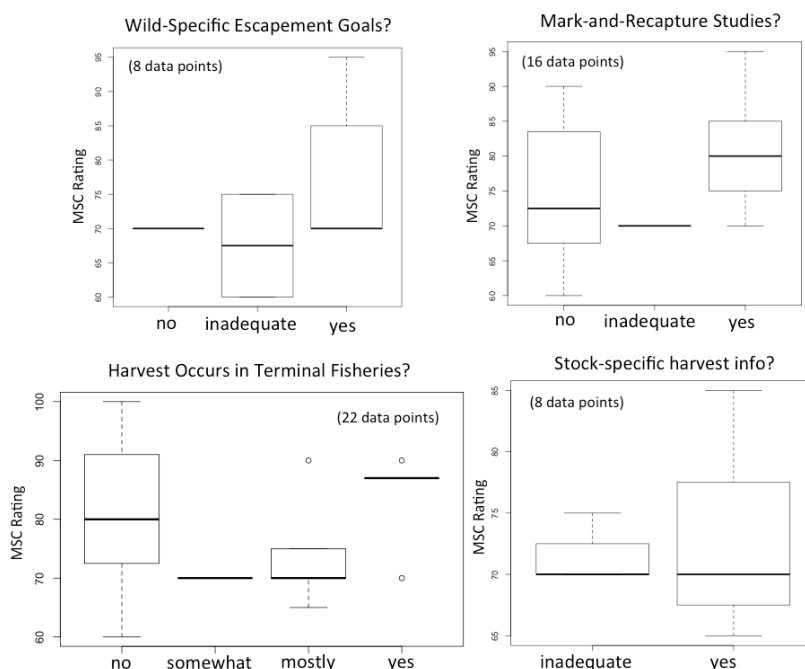 Wild-Specific Escapement Goals?
(8 data points)
MSC Rating
95
90
85
80
75
70
65
60
no inadequate yes
Mark-and-Recapture Studies?
(16 data points)
MSC Rating
95
90
85
80
75
70
65
60
no inadequate yes
Harvest Occurs in Terminal Fisheries?
(22 data points)
MSC Rating
100
90
80
70
60
no somewhat mostly yes
Stock-specific harvest info?
(8 data points)
MSC Rating
85
80
75
70
65
inadequate yes